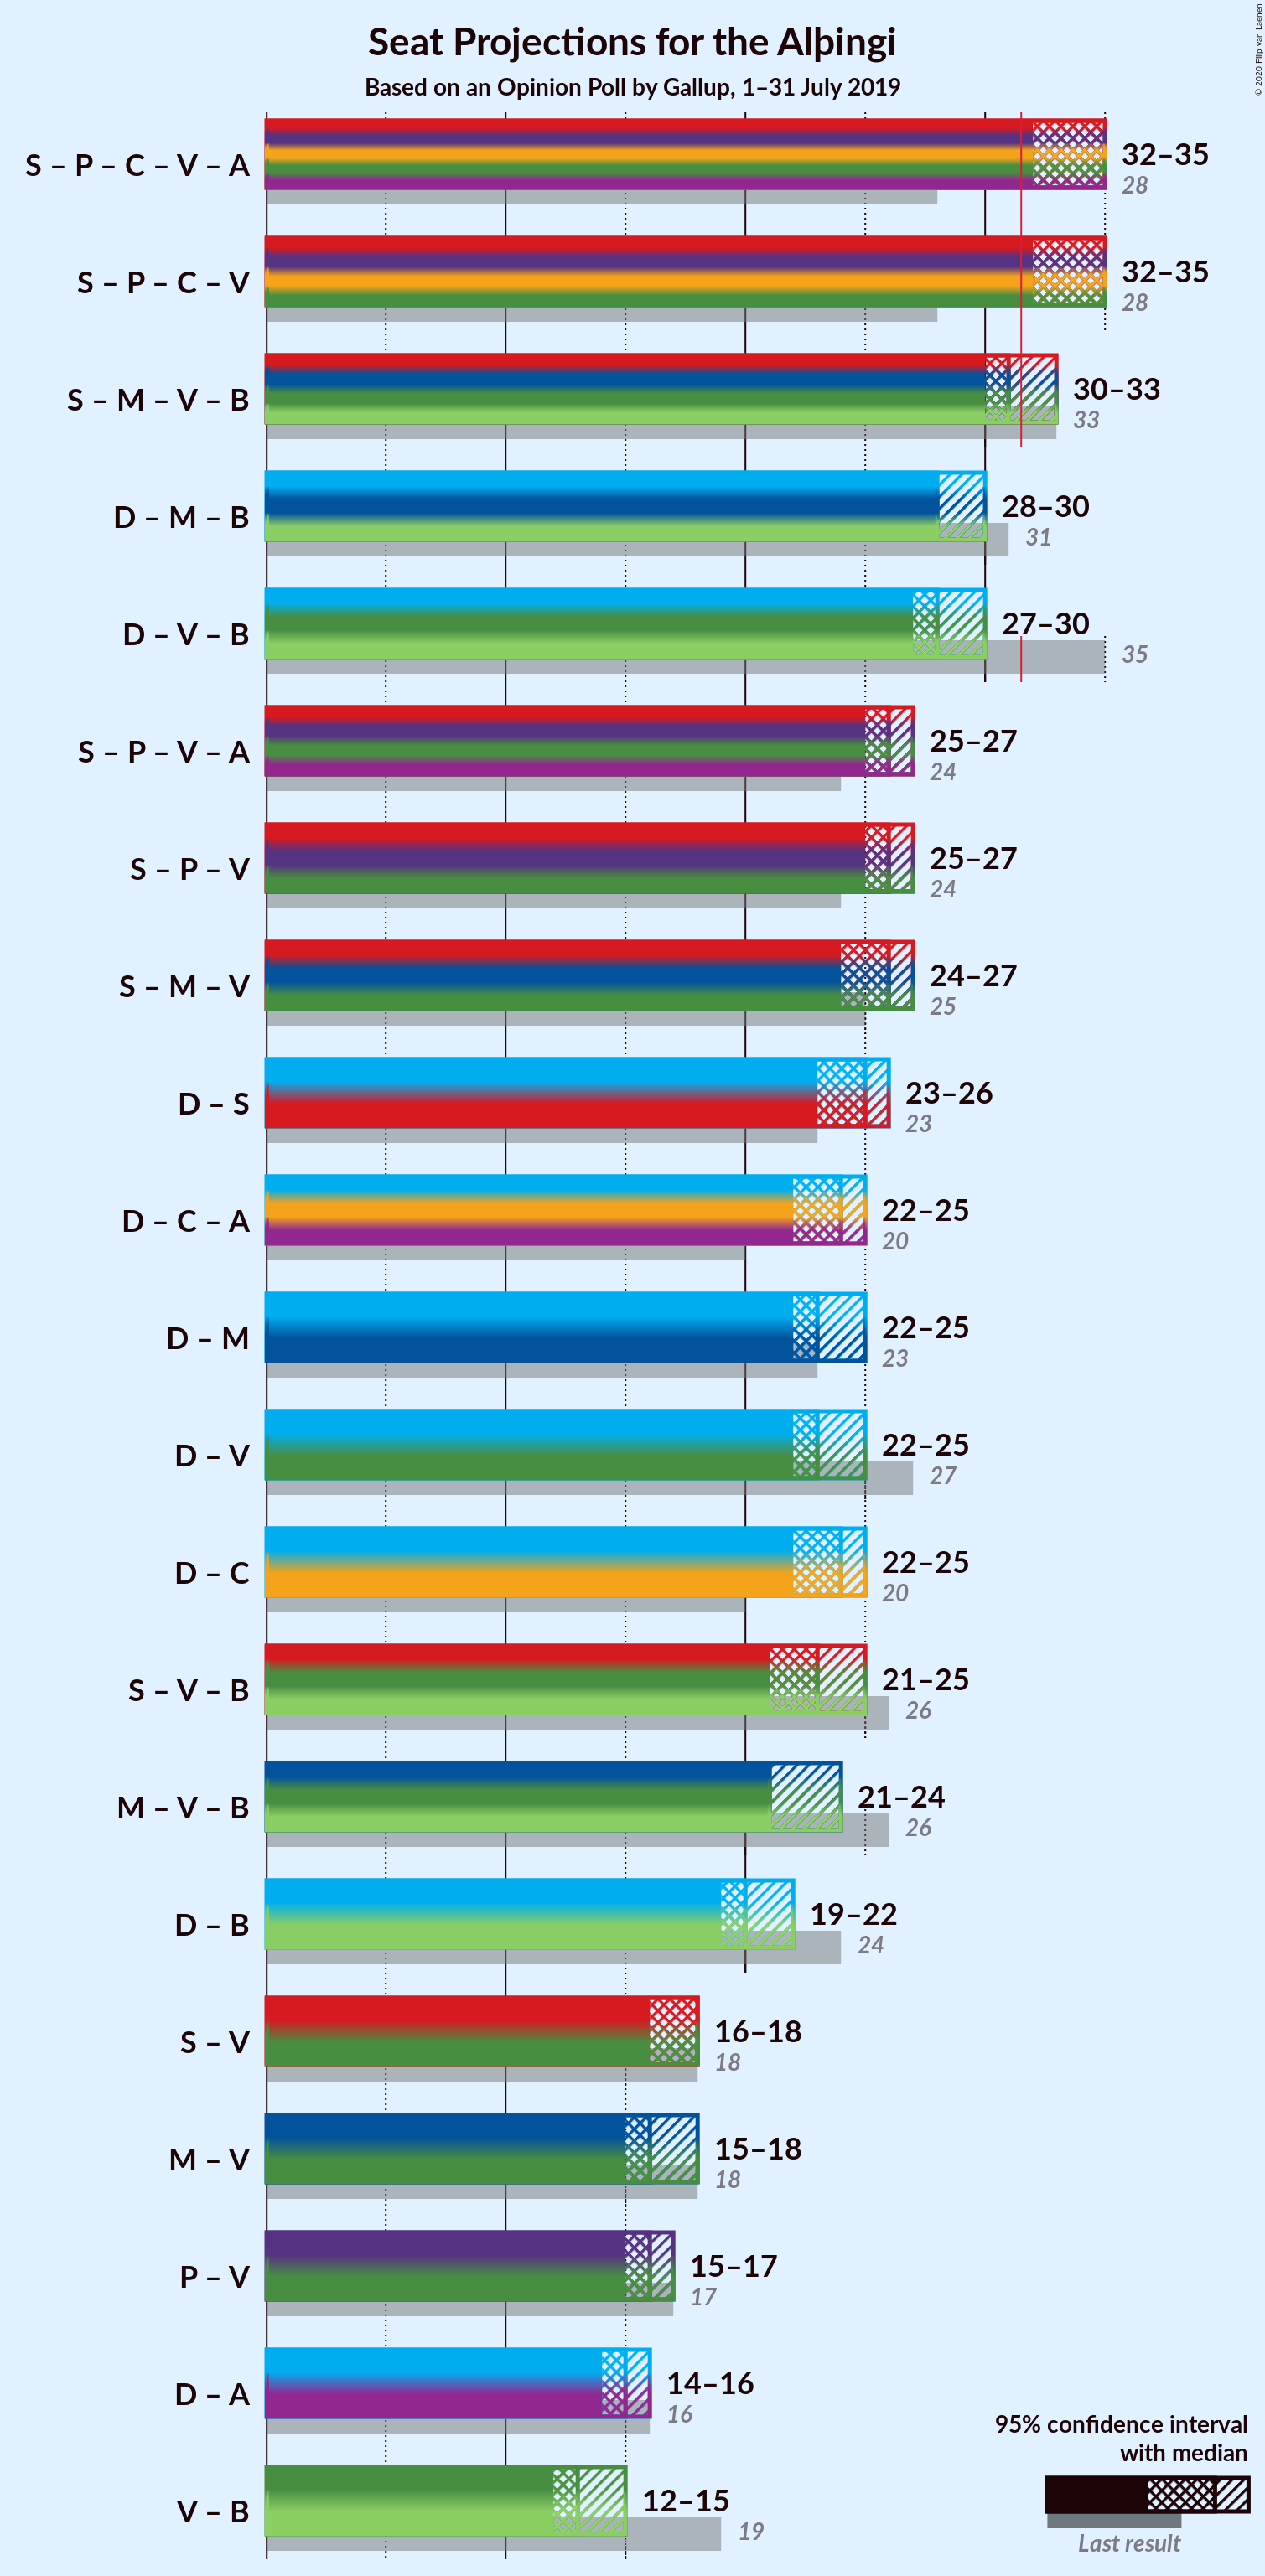 Seat Projections for the Alþingi
Based on an Opinion Poll by Gallup, 1–31 July 2019
© 2020 Filip van Laenen
S – P – C – V – A
32–35
28
S – P – C – V
32–35
28
S – M – V – B
30–33
33
D – M – B
28–30
31
D – V – B
27–30
35
S – P – V – A
25–27
24
S – P – V
25–27
24
S – M – V
24–27
25
D – S
23–26
23
D – C – A
22–25
20
D – M
22–25
23
D – V
22–25
27
D – C
22–25
20
S – V – B
21–25
26
M – V – B
21–24
26
D – B
19–22
24
S – V
16–18
18
M – V
15–18
18
P – V
15–17
17
D – A
14–16
16
V – B
12–15
19
95% confidence interval
with median
Last result